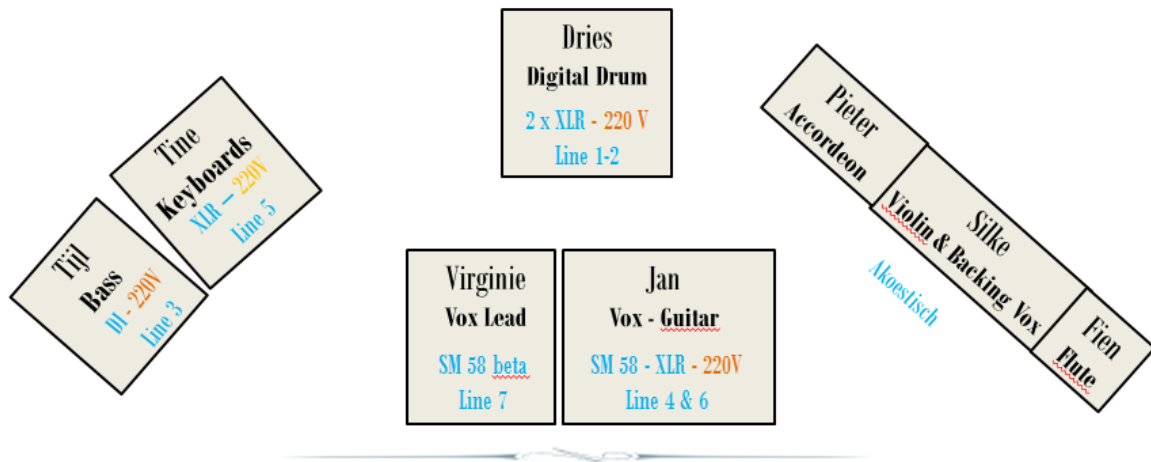 Dries
Digital Drum
2 x XLR - 220 V
Line 1-2
Tine
Keyboards
XLR – 220V
Line 5
Tijl
Bass
DI - 220V
Line 3
Virginie
Vox Lead
SM 58 beta
Line 7
Jan
Vox - Guitar
SM 58 - XLR - 220V
Line 4 & 6
Pieter
Accordeon
Silke
Violin & Backing Vox
Fien
Flute
Akoestisch